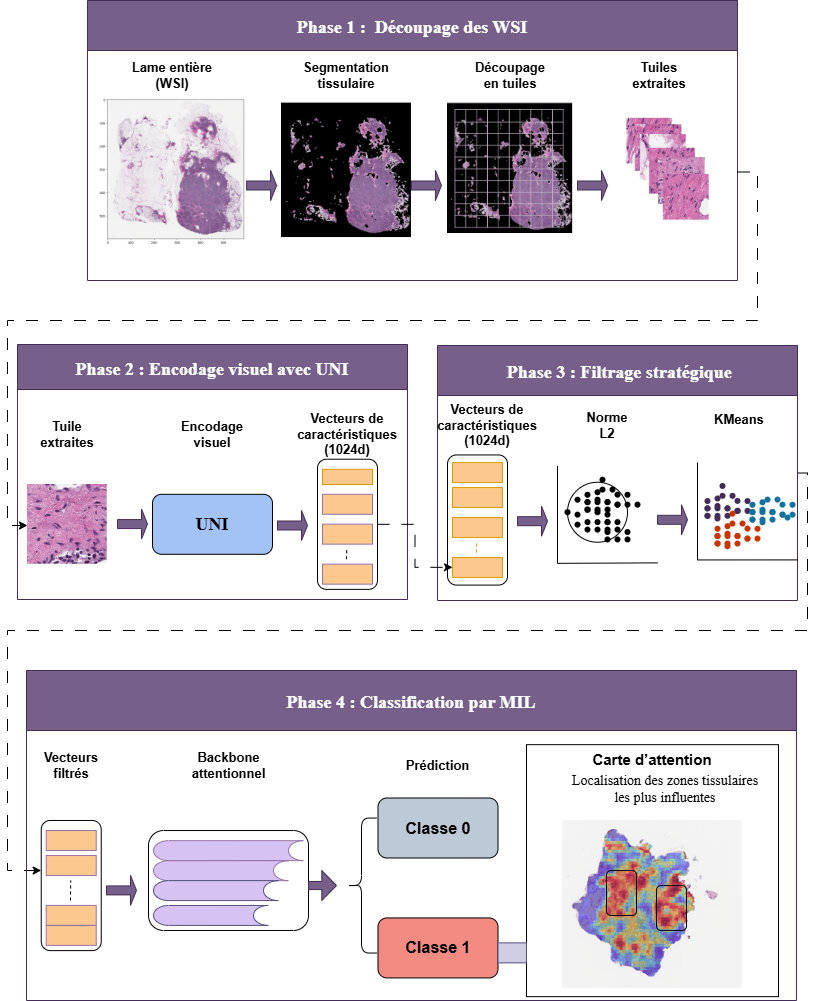 Phase 1 : Découpage des WSI
Lame entière
(WSI)
Segmentation
tissulaire
Découpage
en tuiles
Tuiles
extraites
Phase 2 : Encodage visuel avec UNI
Tuile
extraites
Encodage
visuel
Vecteurs de
caractéristiques
(1024d)
UNI
Phase 3 : Filtrage stratégique
Vecteurs de
caractéristiques
(1024d)
Norme
L2
KMeans
Phase 4 : Classification par MIL
Vecteurs
filtrés
Backbone
attentionnel
Prédiction
Classe 0
Classe 1
Carte d'attention
Localisation des zones tissulaires
les plus influentes